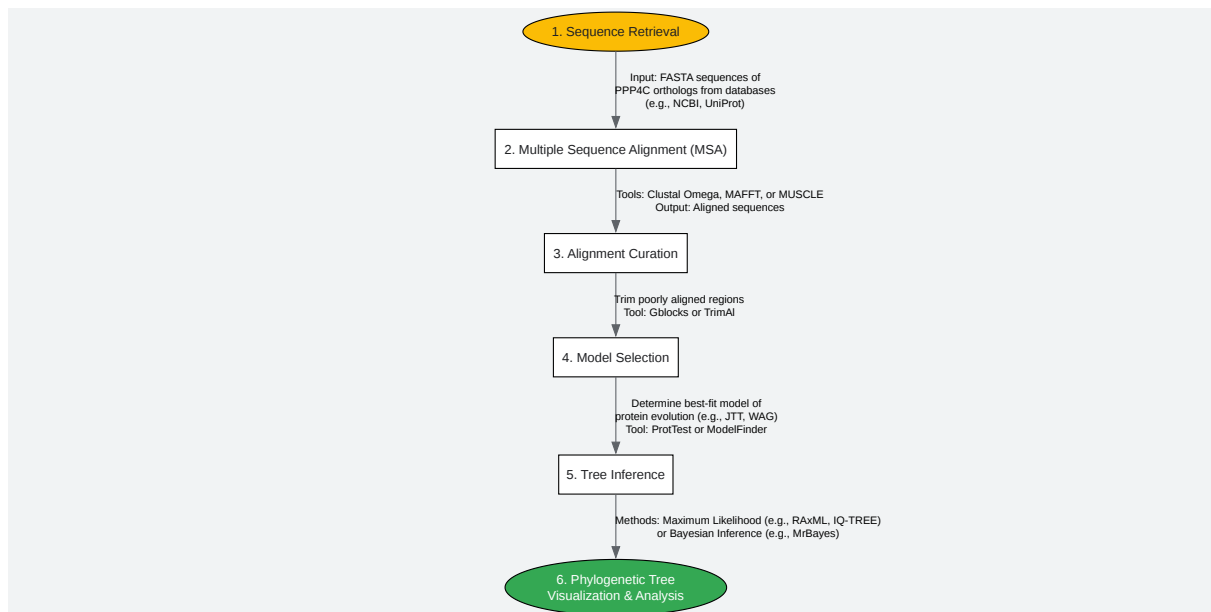 1. Sequence Retrieval
Input: FASTA sequences of
PPP4C orthologs from databases
(e.g., NCBI, UniProt)
2. Multiple Sequence Alignment (MSA)
Tools: Clustal Omega, MAFFT, or MUSCLE
Output: Aligned sequences
3. Alignment Curation
Trim poorly aligned regions
Tool: Gblocks or TrimAl
4. Model Selection
Determine best-fit model of
protein evolution (e.g., JTT, WAG)
Tool: ProtTest or ModelFinder
5. Tree Inference
Methods: Maximum Likelihood (e.g., RAxML, IQ-TREE)
or Bayesian Inference (e.g., MrBayes)
6. Phylogenetic Tree
Visualization & Analysis